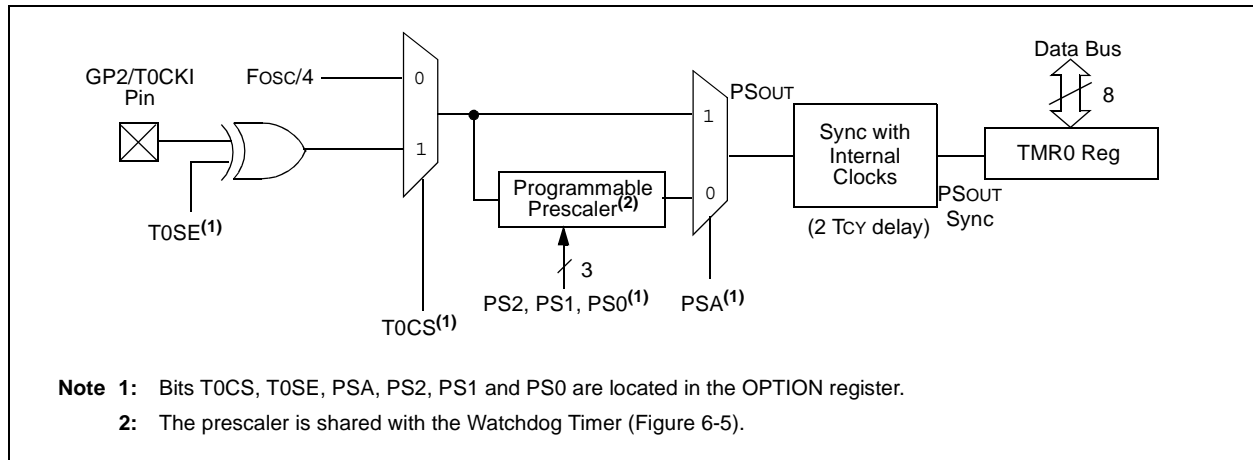 Data Bus
GP2/T0CKI
Pin
FOSC/4
0
1
T0SE(1)
T0CS(1)
Programmable
Prescaler(2)
3
PS2, PS1, PS0(1)
1
0
PSA(1)
PSOUT
Sync with
Internal
Clocks
(2 TCY delay)
PSOUT
Sync
8
TMR0 Reg
Note 1: Bits T0CS, T0SE, PSA, PS2, PS1 and PS0 are located in the OPTION register.
2: The prescaler is shared with the Watchdog Timer (Figure 6-5).